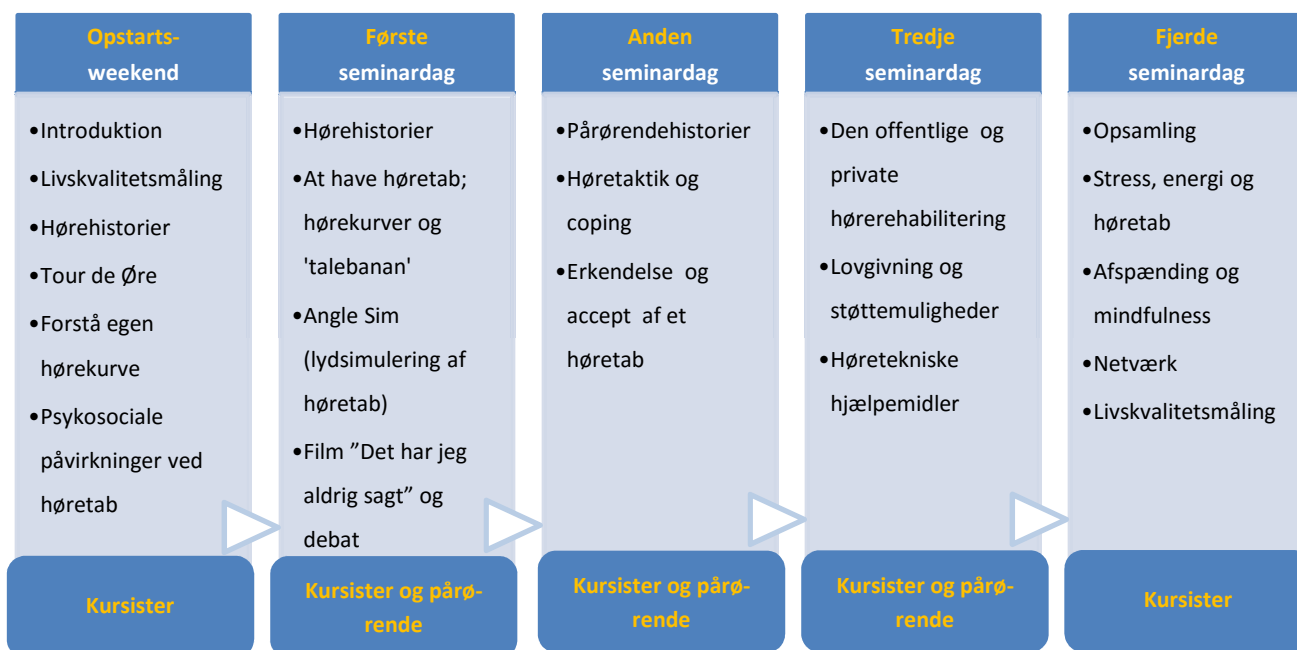 Opstarts-
weekend
•Introduktion
•Livskvalitetsmåling
•Hørehistorier
•Tour de Øre
•Forstå egen
hørekurve
•Psykosociale
påvirkninger ved
høretab
Kursister
Første
seminardag
•Hørehistorier
•At have høretab;
hørekurver og
'talebanan'
•Angle Sim
(lydsimulering af
høretab)
•Film ”Det har jeg
aldrig sagt” og
debat
Kursister og pårø-
rende
Anden
seminardag
•Pårørendehistorier
•Høretaktik og
coping
•Erkendelse og
accept af et
høretab
Kursister og pårø-
rende
Tredje
seminardag
•Den offentlige og
private
hørerehabilitering
•Lovgivning og
støttemuligheder
•Høretekniske
hjælpemidler
Kursister og pårø-
rende
Fjerde
seminardag
•Opsamling
•Stress, energi og
høretab
•Afspænding og
mindfulness
•Netværk
•Livskvalitetsmåling
Kursister